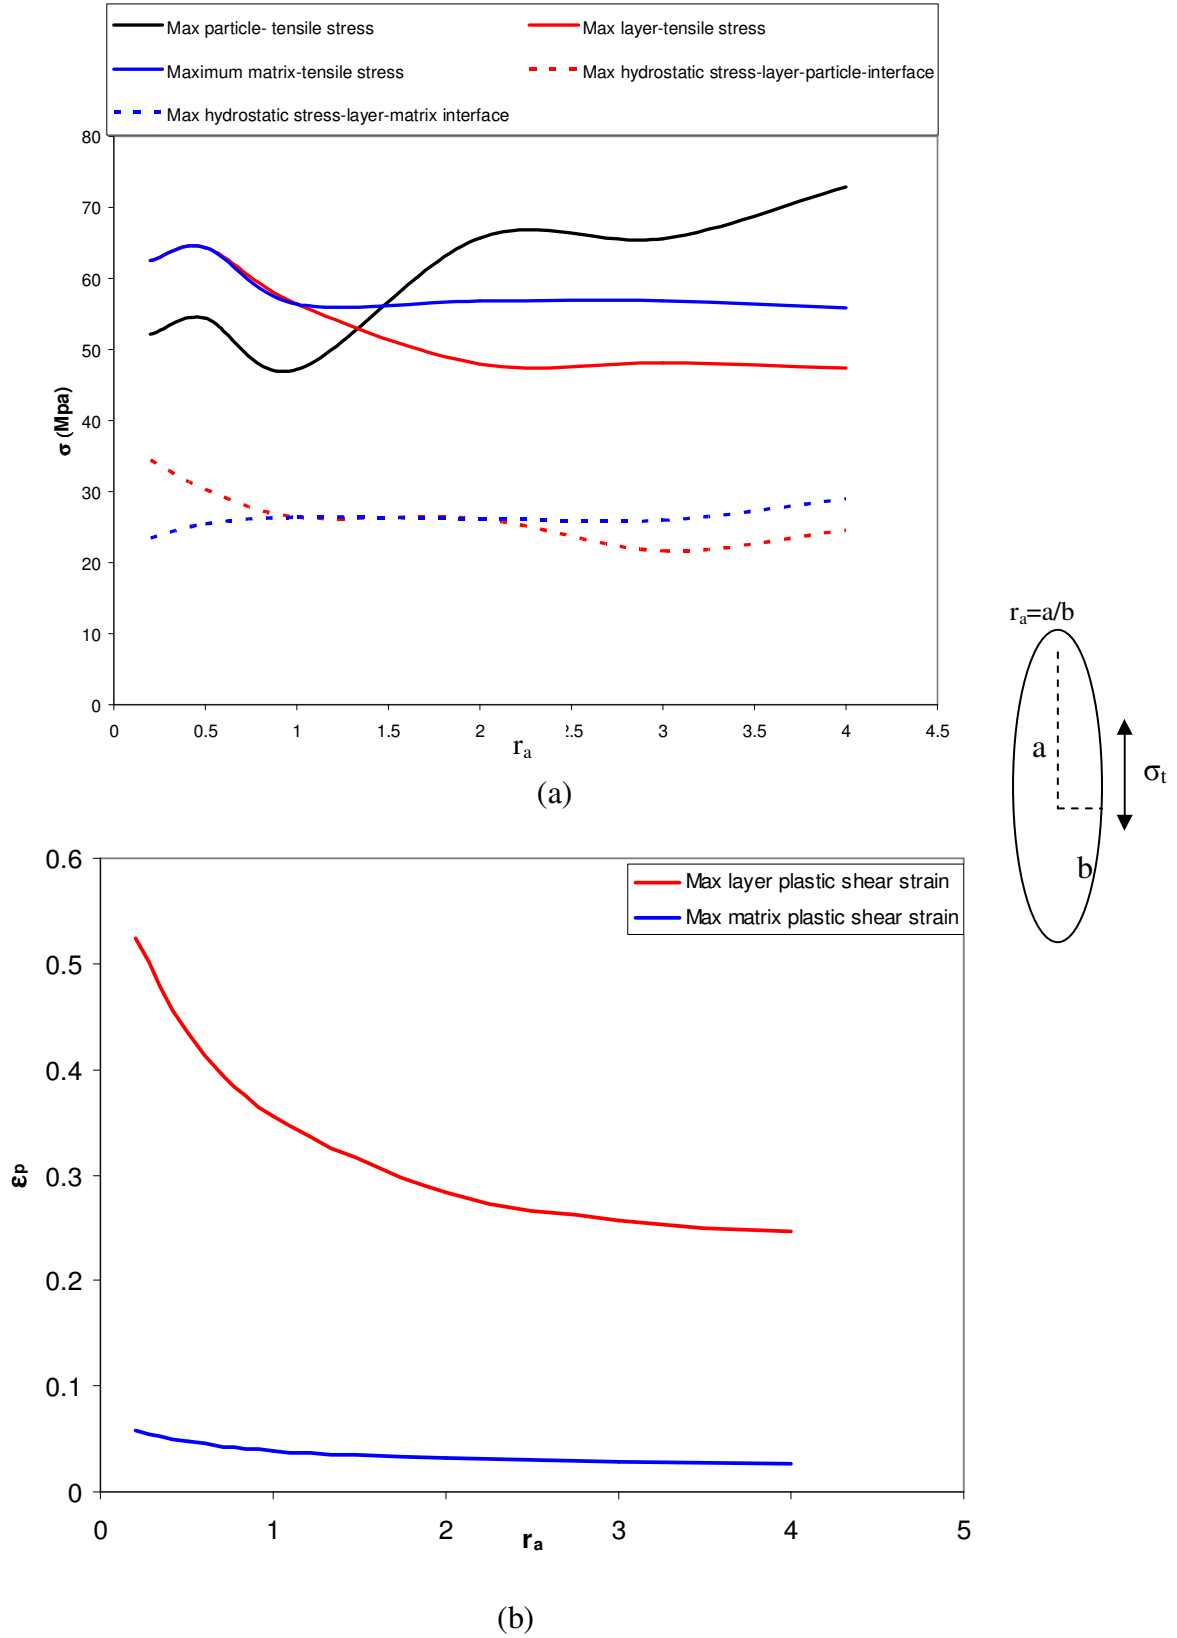 Max particle- tensile stress
Max layer-tensile stress
Maximum matrix-tensile stress
Max hydrostatic stress-layer-particle-interface
Max hydrostatic stress-layer-matrix interface
80
70
60
50
40
30
20
10
0
σ (Mpa)
0 0.5 1 1.5 2 2.5 3 3.5 4 4.5
rₐ
(a)
rₐ=a/b
a
b
σₜ
0.6
0.5
0.4
0.3
0.2
0.1
0
εp
Max layer plastic shear strain
Max matrix plastic shear strain
0 1 2 3 4 5
rₐ
(b)